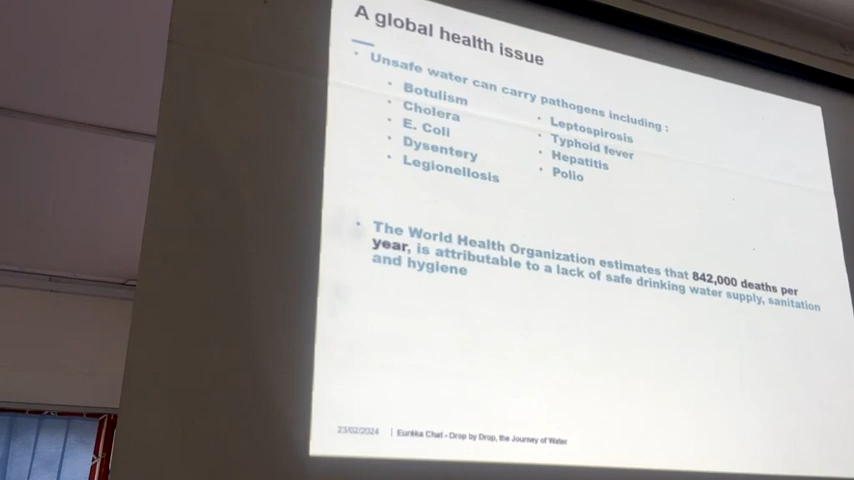 A global health issue
• Unsafe water can carry pathogens including :
• Botulism
• Cholera
• E. Coli
• Dysentery
• Legionellosis
• Leptospirosis
• Typhoid fever
• Hepatitis
• Polio
• The World Health Organization estimates that 842,000 deaths per
year, is attributable to a lack of safe drinking water supply, sanitation
and hygiene
23/02/2024 | Eurêka Chat - Drop by Drop, the Journey of Water